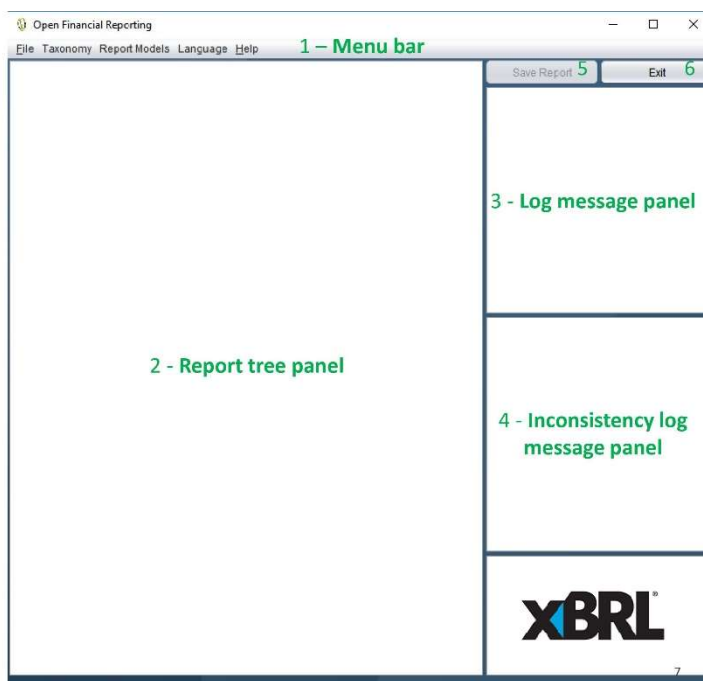 Open Financial Reporting
File Taxonomy Report Models Language Help
1 – Menu bar
Save Report 5
Exit 6
3 - Log message panel
2 - Report tree panel
4 - Inconsistency log
message panel
XBRL®
7